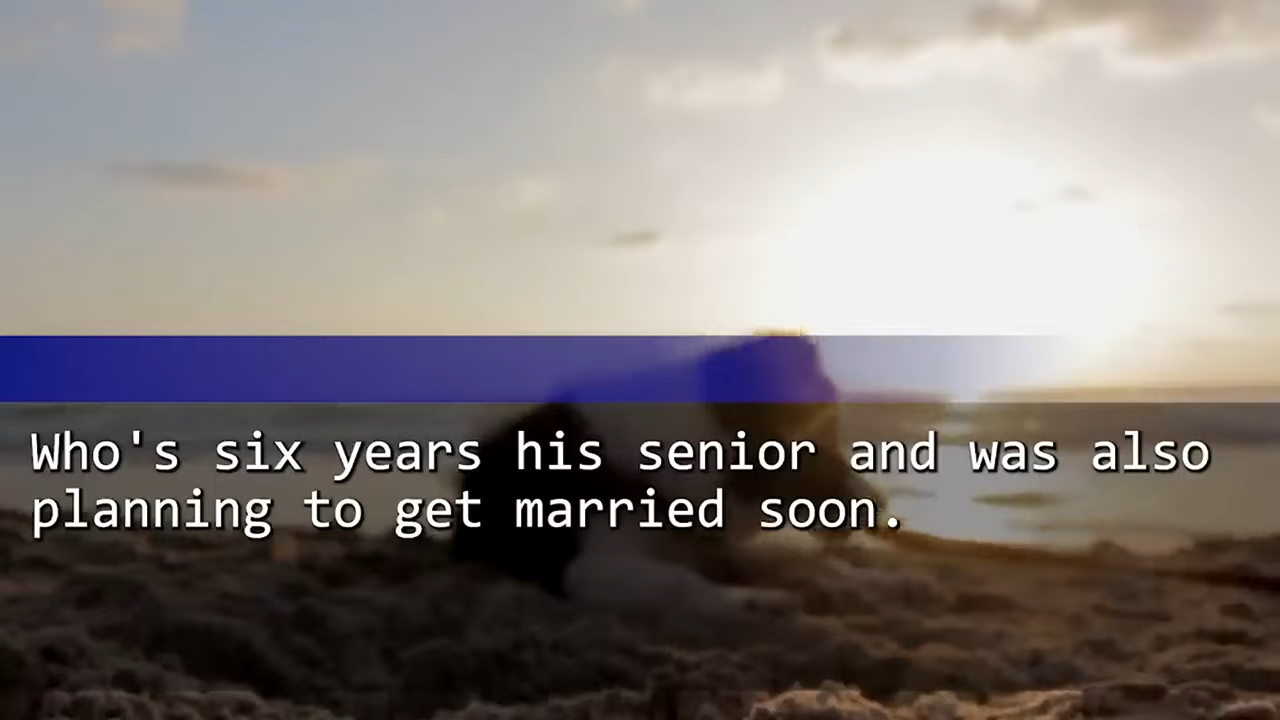 Who's six years his senior and was also
planning to get married soon.